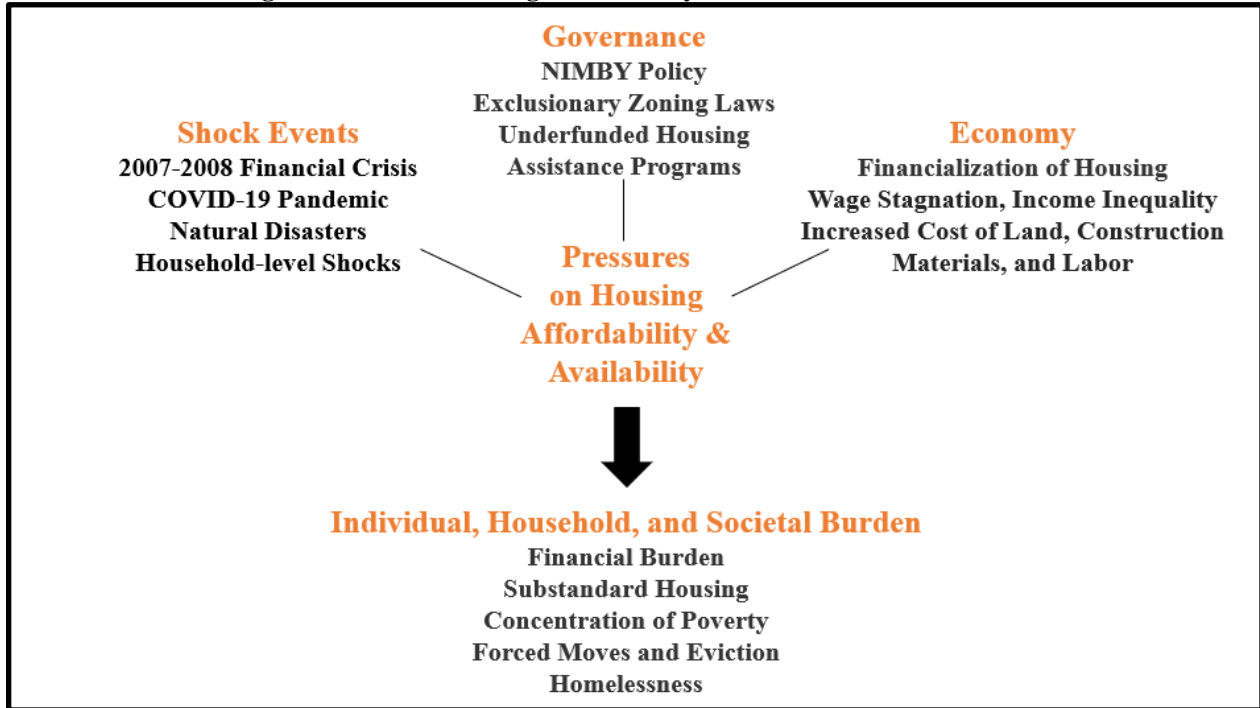 Governance
NIMBY Policy
Exclusionary Zoning Laws
Underfunded Housing
Assistance Programs
Shock Events
2007-2008 Financial Crisis
COVID-19 Pandemic
Natural Disasters
Household-level Shocks
Economy
Financialization of Housing
Wage Stagnation, Income Inequality
Increased Cost of Land, Construction
Materials, and Labor
Pressures
on Housing
Affordability &
Availability
Individual, Household, and Societal Burden
Financial Burden
Substandard Housing
Concentration of Poverty
Forced Moves and Eviction
Homelessness